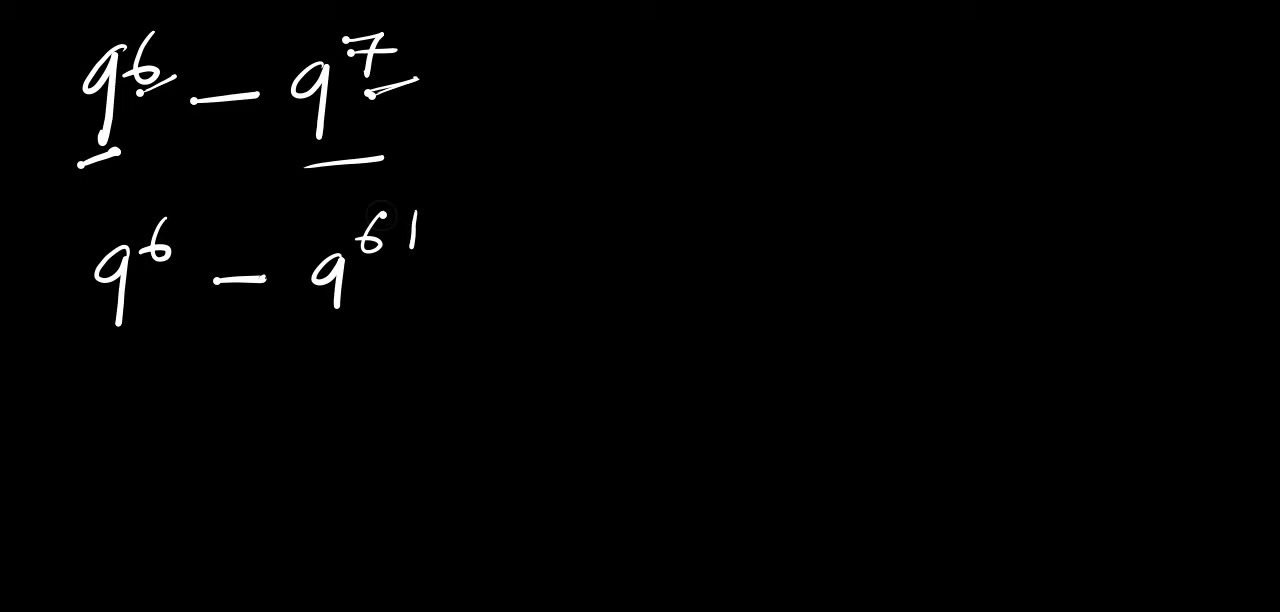 9⁶ − 9⁷
9⁶ − 9⁶ ¹